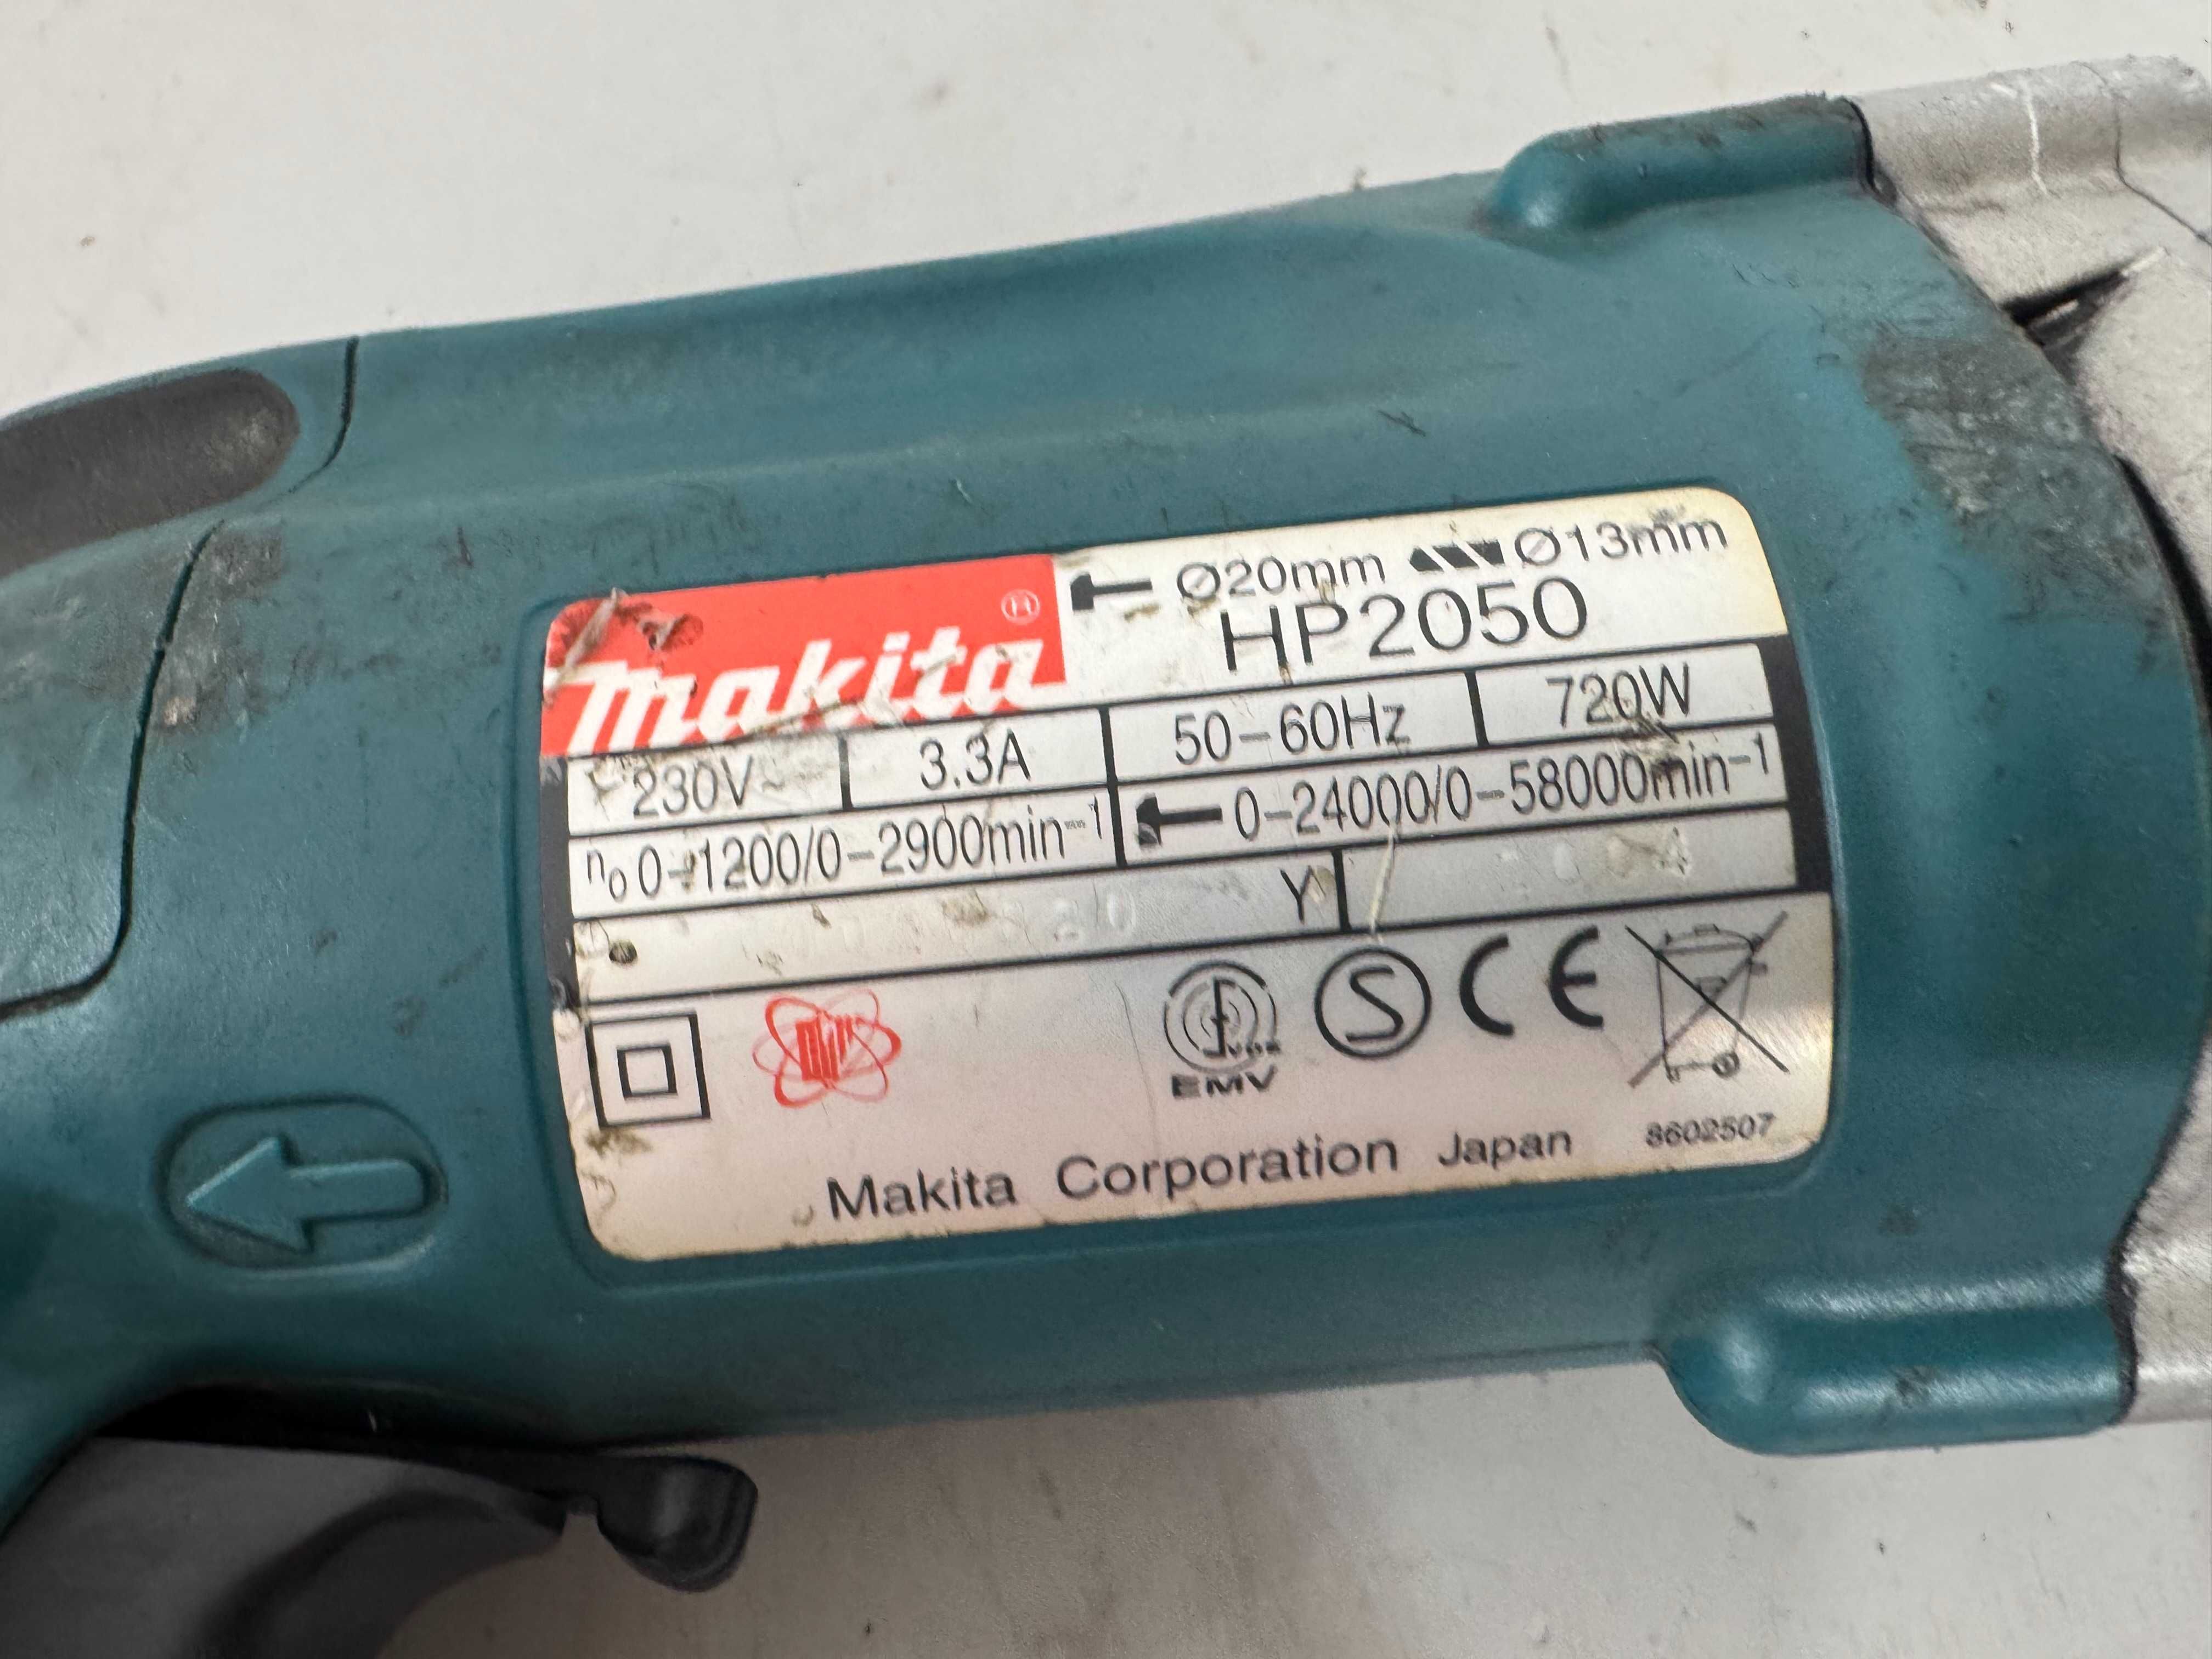 makita ®
Ø20mm Ø13mm
HP2050
230V~ 3.3A 50-60Hz 720W
n₀ 0-1200/0-2900min⁻¹ 0-24000/0-58000min⁻¹
Y
EMV S CE
Makita Corporation Japan 8602507